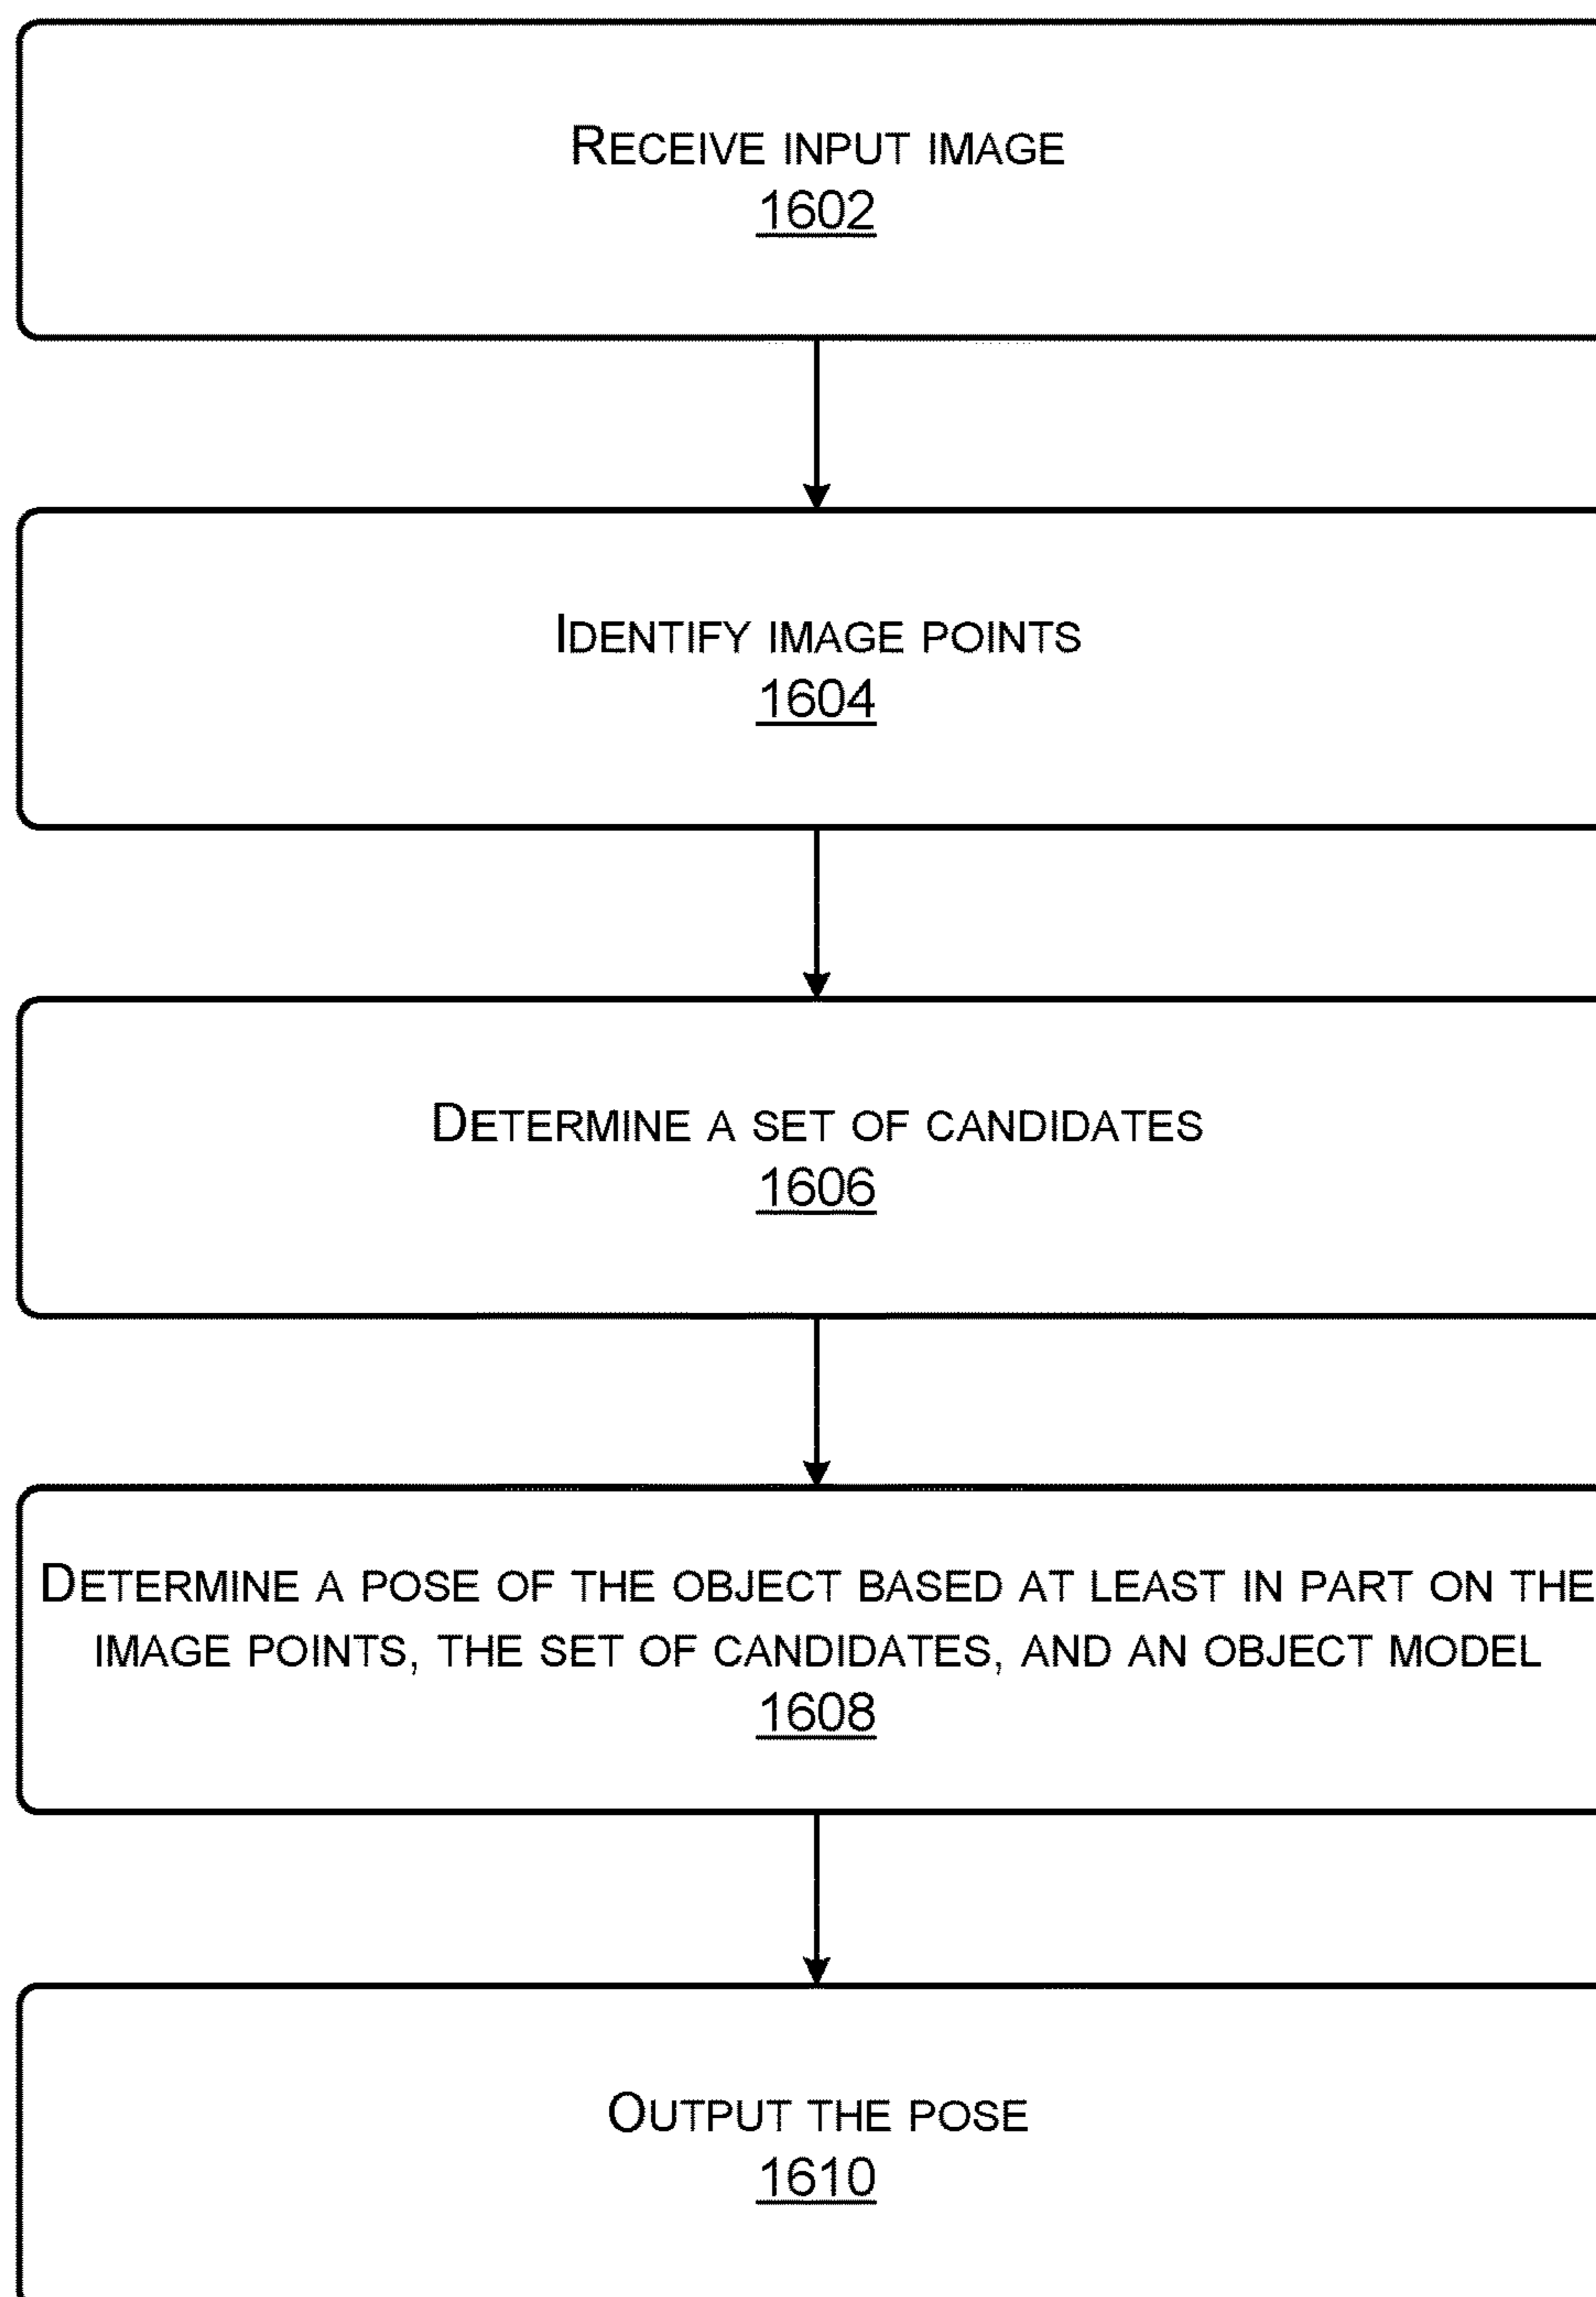 RECEIVE INPUT IMAGE
1602
IDENTIFY IMAGE POINTS
1604
DETERMINE A SET OF CANDIDATES
1606
DETERMINE A POSE OF THE OBJECT BASED AT LEAST IN PART ON THE
IMAGE POINTS, THE SET OF CANDIDATES, AND AN OBJECT MODEL
1608
OUTPUT THE POSE
1610